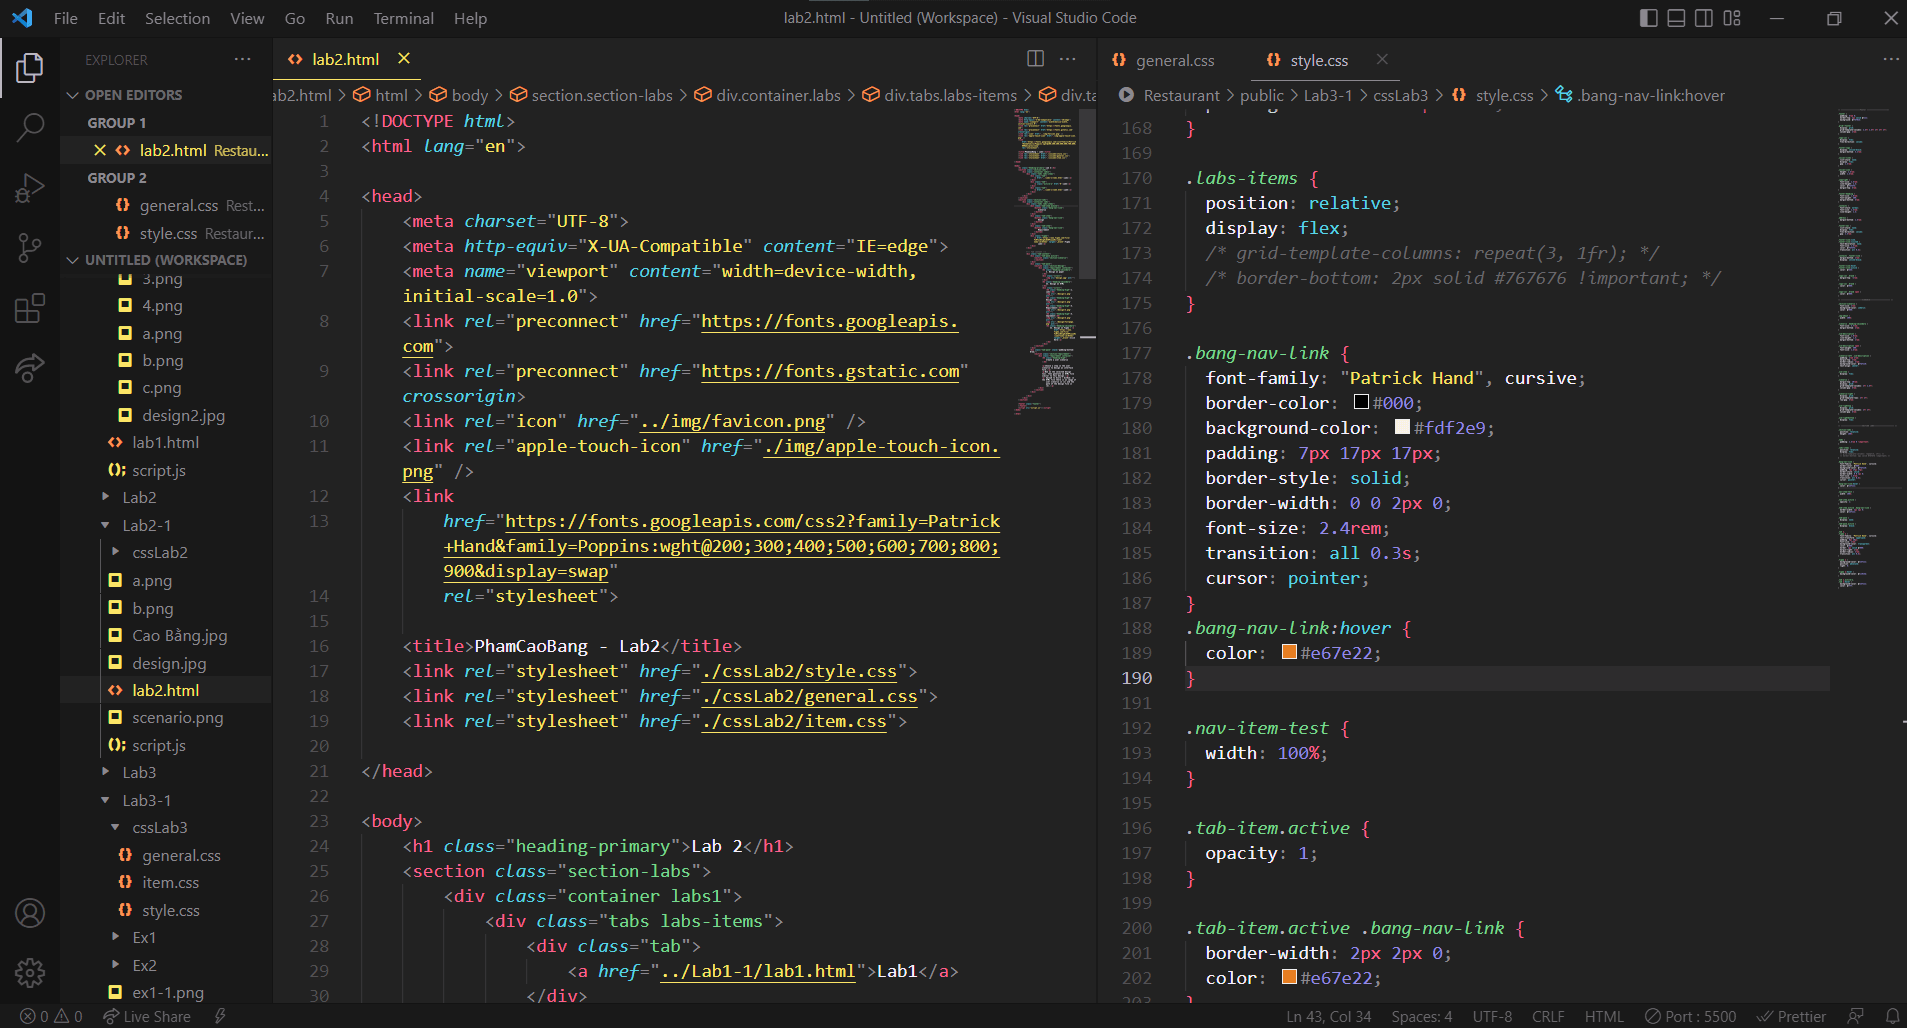 File Edit Selection View Go Run Terminal Help
lab2.html - Untitled (Workspace) - Visual Studio Code
EXPLORER ...
OPEN EDITORS
GROUP 1
lab2.html Restau...
GROUP 2
general.css Rest...
style.css Restaur...
UNTITLED (WORKSPACE)
3.png
4.png
a.png
b.png
c.png
design2.jpg
lab1.html
script.js
Lab2
Lab2-1
cssLab2
a.png
b.png
Cao Bằng.jpg
design.jpg
lab2.html
scenario.png
script.js
Lab3
Lab3-1
cssLab3
general.css
item.css
style.css
Ex1
Ex2
ex1-1.png
lab2.html
ab2.html > html > body > section.section-labs > div.container.labs > div.tabs.labs-items > div.ta
1 <!DOCTYPE html>
2 <html lang="en">
3
4 <head>
5 <meta charset="UTF-8">
6 <meta http-equiv="X-UA-Compatible" content="IE=edge">
7 <meta name="viewport" content="width=device-width,
initial-scale=1.0">
8 <link rel="preconnect" href="https://fonts.googleapis.
com">
9 <link rel="preconnect" href="https://fonts.gstatic.com"
crossorigin>
10 <link rel="icon" href="../img/favicon.png" />
11 <link rel="apple-touch-icon" href="./img/apple-touch-icon.
png" />
12 <link
13 href="https://fonts.googleapis.com/css2?family=Patrick
+Hand&family=Poppins:wght@200;300;400;500;600;700;800;
900&display=swap"
14 rel="stylesheet">
15
16 <title>PhamCaoBang - Lab2</title>
17 <link rel="stylesheet" href="./cssLab2/style.css">
18 <link rel="stylesheet" href="./cssLab2/general.css">
19 <link rel="stylesheet" href="./cssLab2/item.css">
20
21 </head>
22
23 <body>
24 <h1 class="heading-primary">Lab 2</h1>
25 <section class="section-labs">
26 <div class="container labs1">
27 <div class="tabs labs-items">
28 <div class="tab">
29 <a href="../Lab1-1/lab1.html">Lab1</a>
30 </div>
general.css style.css
Restaurant > public > Lab3-1 > cssLab3 > style.css > .bang-nav-link:hover
168 }
169
170 .labs-items {
171 position: relative;
172 display: flex;
173 /* grid-template-columns: repeat(3, 1fr); */
174 /* border-bottom: 2px solid #767676 !important; */
175 }
176
177 .bang-nav-link {
178 font-family: "Patrick Hand", cursive;
179 border-color: #000;
180 background-color: #fdf2e9;
181 padding: 7px 17px 17px;
182 border-style: solid;
183 border-width: 0 0 2px 0;
184 font-size: 2.4rem;
185 transition: all 0.3s;
186 cursor: pointer;
187 }
188 .bang-nav-link:hover {
189 color: #e67e22;
190 }
191
192 .nav-item-test {
193 width: 100%;
194 }
195
196 .tab-item.active {
197 opacity: 1;
198 }
199
200 .tab-item.active .bang-nav-link {
201 border-width: 2px 2px 0;
202 color: #e67e22;
203 }
0 0 Live Share
Ln 43, Col 34 Spaces: 4 UTF-8 CRLF HTML Port : 5500 Prettier